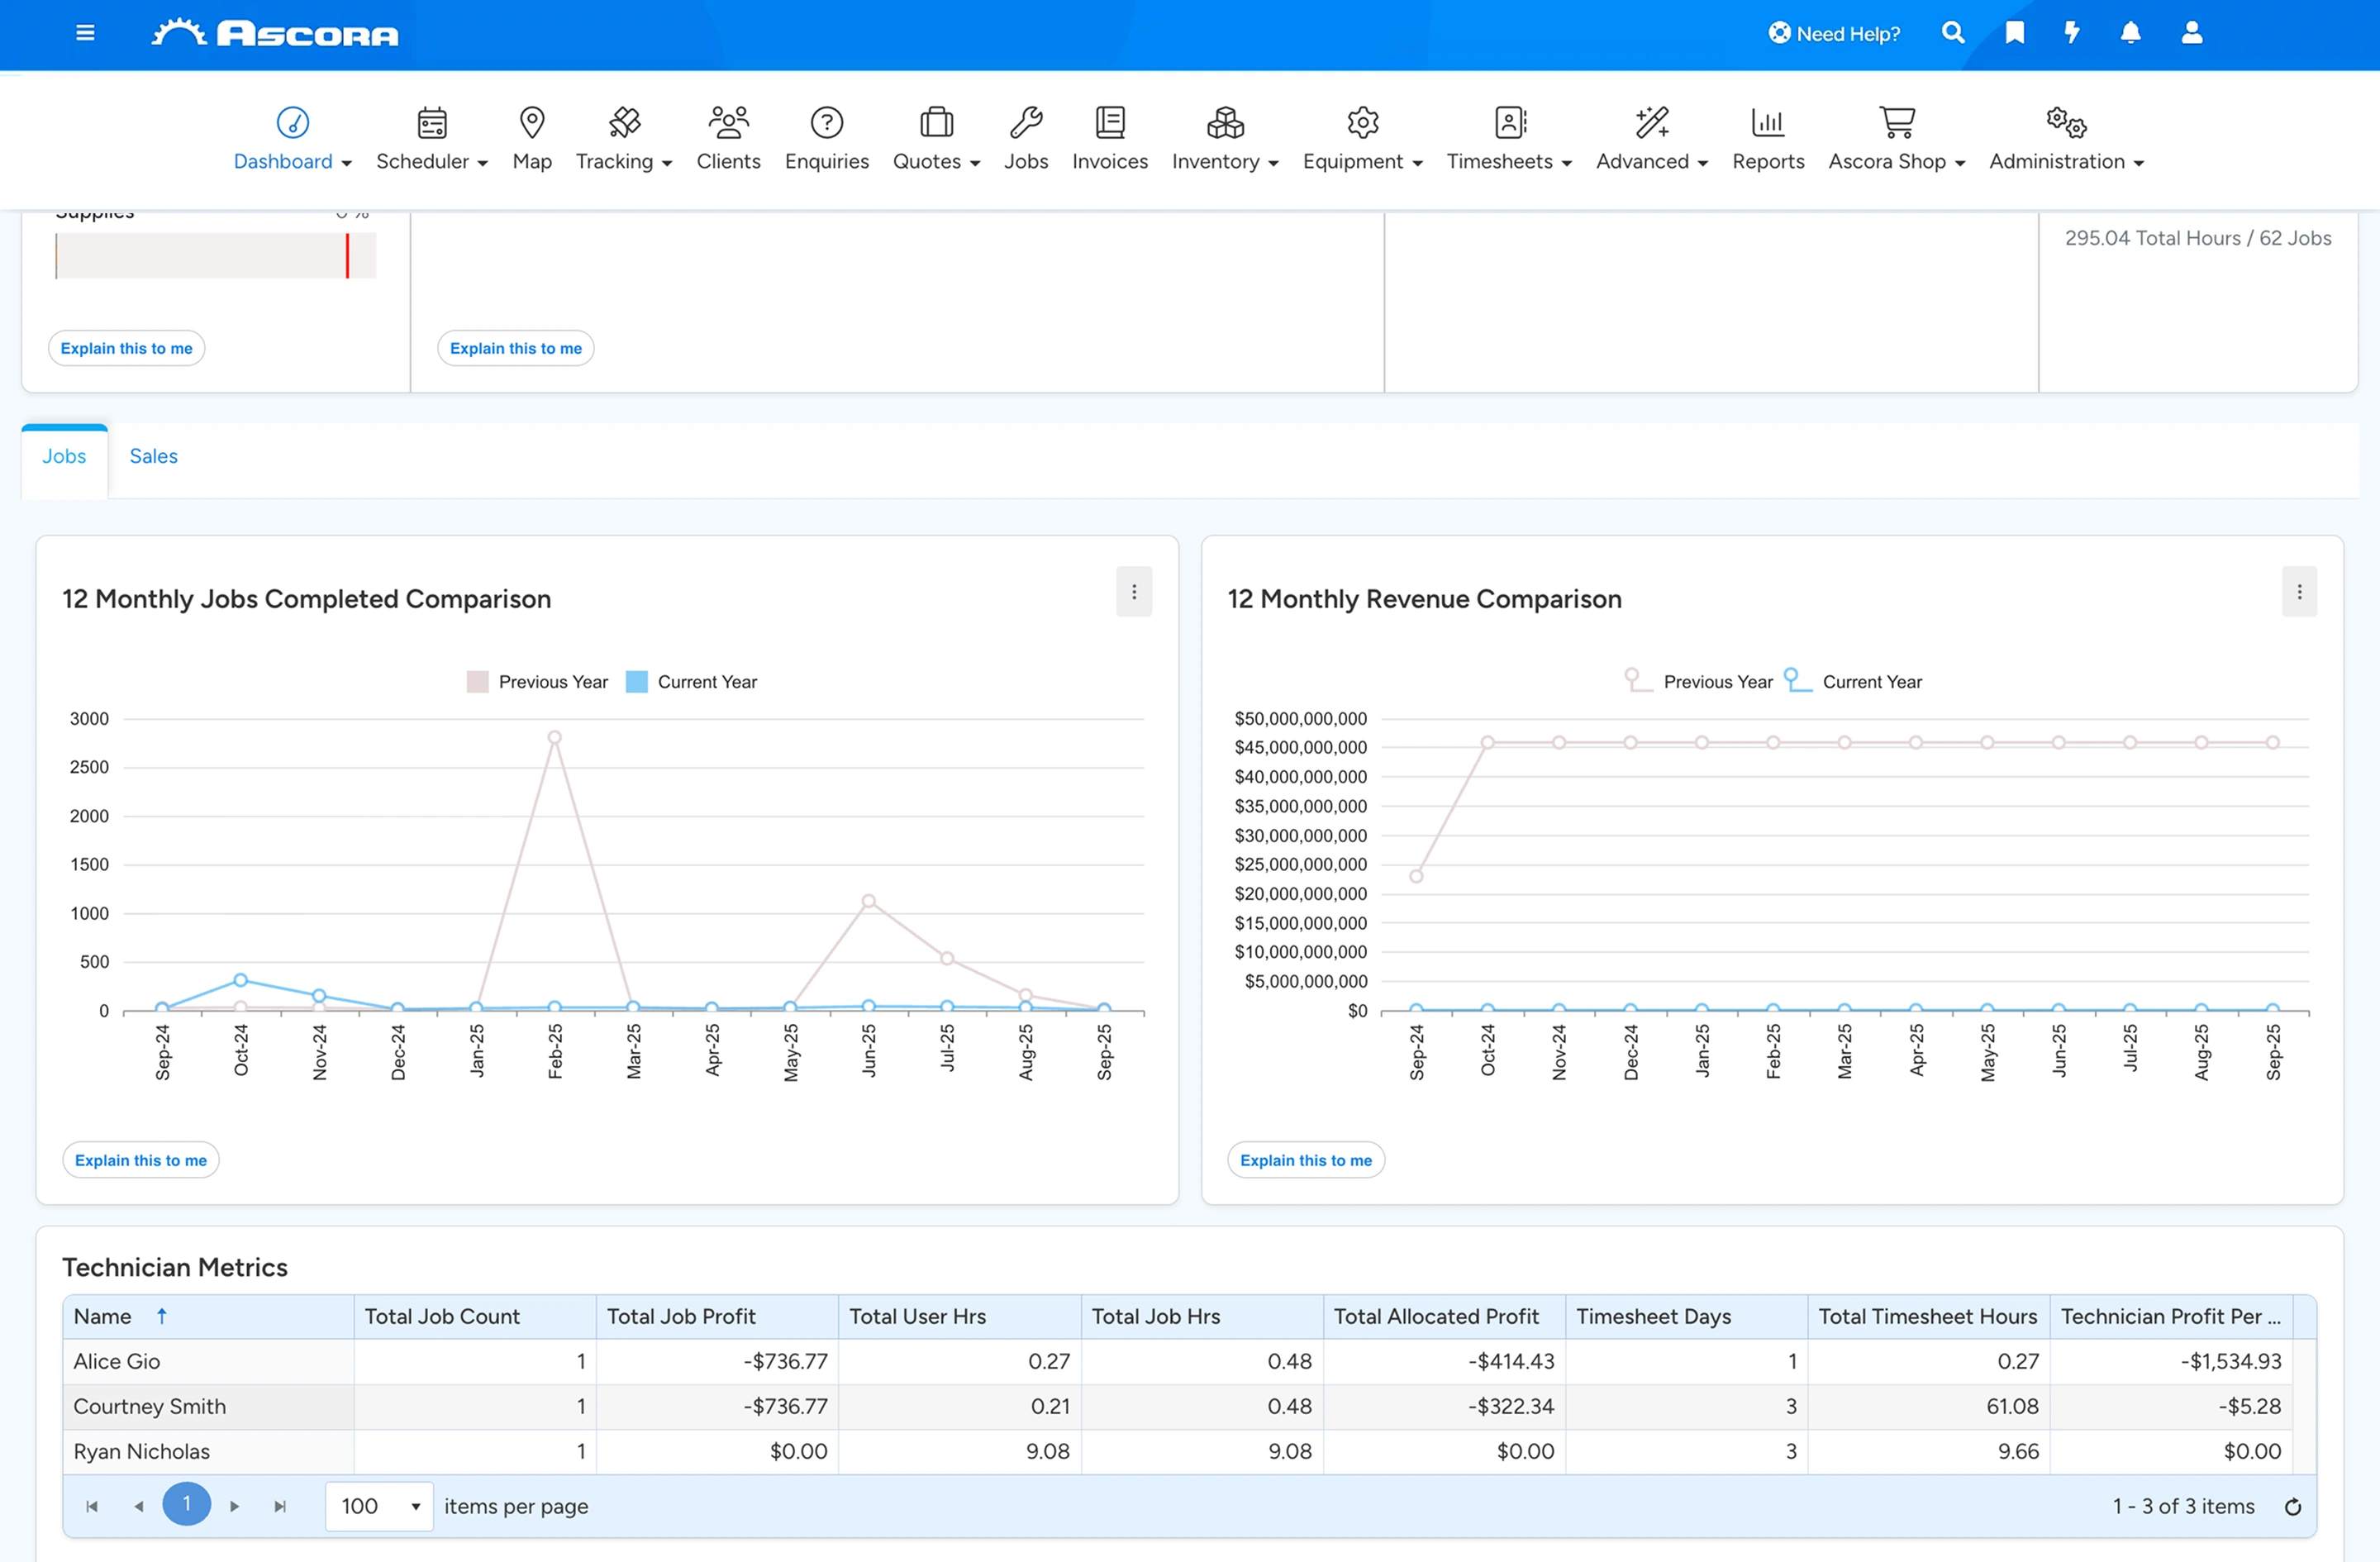 ASCORA
Need Help?
Dashboard Scheduler Map Tracking Clients Enquiries Quotes Jobs Invoices Inventory Equipment Timesheets Advanced Reports Ascora Shop Administration
Supplies 0 %
295.04 Total Hours / 62 Jobs
Explain this to me Explain this to me
Jobs Sales
12 Monthly Jobs Completed Comparison
Previous Year Current Year
3000
2500
2000
1500
1000
500
0
Sep-24 Oct-24 Nov-24 Dec-24 Jan-25 Feb-25 Mar-25 Apr-25 May-25 Jun-25 Jul-25 Aug-25 Sep-25
Explain this to me
12 Monthly Revenue Comparison
Previous Year Current Year
$50,000,000,000
$45,000,000,000
$40,000,000,000
$35,000,000,000
$30,000,000,000
$25,000,000,000
$20,000,000,000
$15,000,000,000
$10,000,000,000
$5,000,000,000
$0
Sep-24 Oct-24 Nov-24 Dec-24 Jan-25 Feb-25 Mar-25 Apr-25 May-25 Jun-25 Jul-25 Aug-25 Sep-25
Explain this to me
Technician Metrics
Name Total Job Count Total Job Profit Total User Hrs Total Job Hrs Total Allocated Profit Timesheet Days Total Timesheet Hours Technician Profit Per ...
Alice Gio 1 -$736.77 0.27 0.48 -$414.43 1 0.27 -$1,534.93
Courtney Smith 1 -$736.77 0.21 0.48 -$322.34 3 61.08 -$5.28
Ryan Nicholas 1 $0.00 9.08 9.08 $0.00 3 9.66 $0.00
1 100 items per page 1 - 3 of 3 items